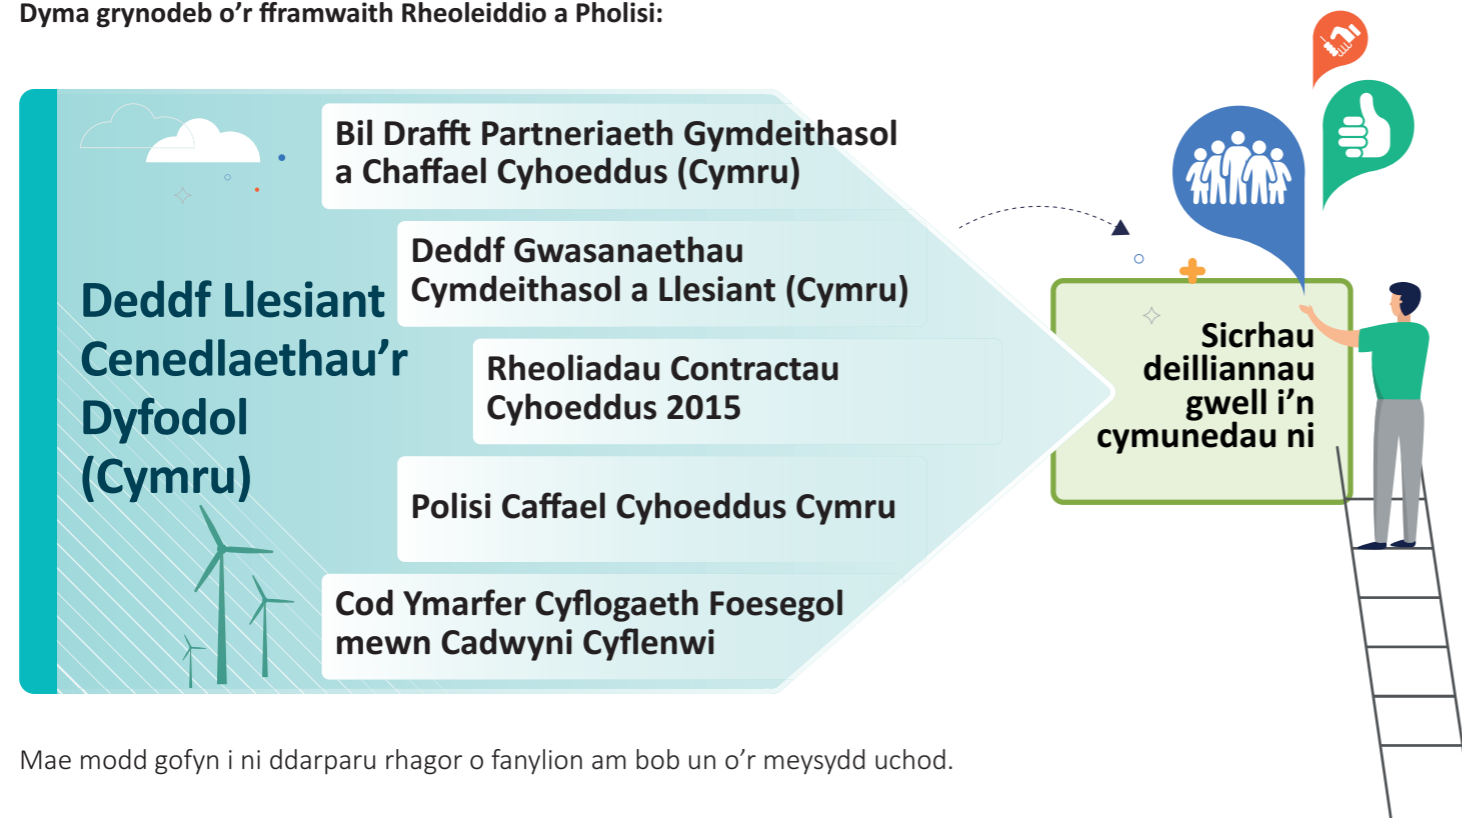 Dyma grynodeb o’r fframwaith Rheoleiddio a Pholisi:
Deddf Llesiant
Cenedlaethau’r
Dyfodol
(Cymru)
Bil Drafft Partneriaeth Gymdeithasol
a Chaffael Cyhoeddus (Cymru)
Deddf Gwasanaethau
Cymdeithasol a Llesiant (Cymru)
Rheoliadau Contractau
Cyhoeddus 2015
Polisi Caffael Cyhoeddus Cymru
Cod Ymarfer Cyflogaeth Foesegol
mewn Cadwyni Cyflenwi
Sicrhau
deilliannau
gwell i’n
cymunedau ni
Mae modd gofyn i ni ddarparu rhagor o fanylion am bob un o’r meysydd uchod.